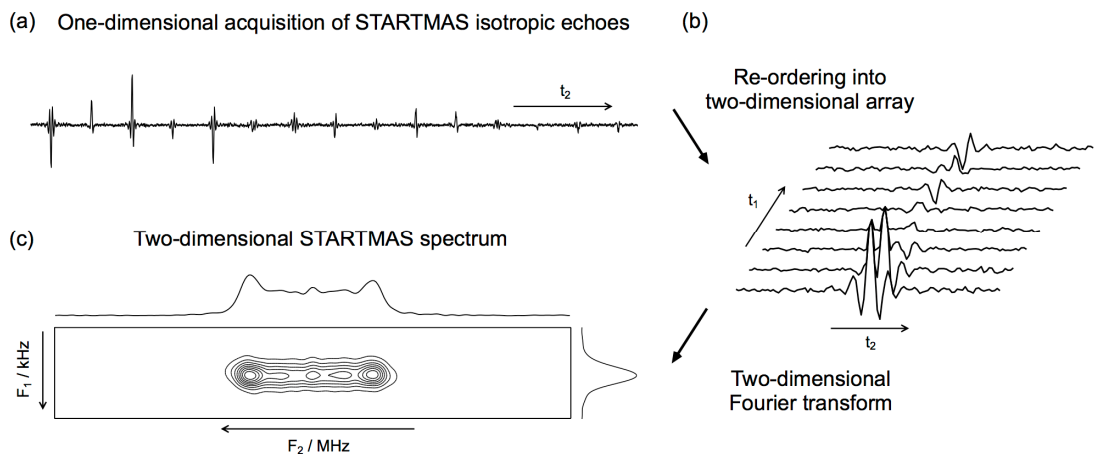 (a) One-dimensional acquisition of STARTMAS isotropic echoes
t2
(b)
Re-ordering into
two-dimensional array
t1
t2
(c) Two-dimensional STARTMAS spectrum
F1 / kHz
F2 / MHz
Two-dimensional
Fourier transform